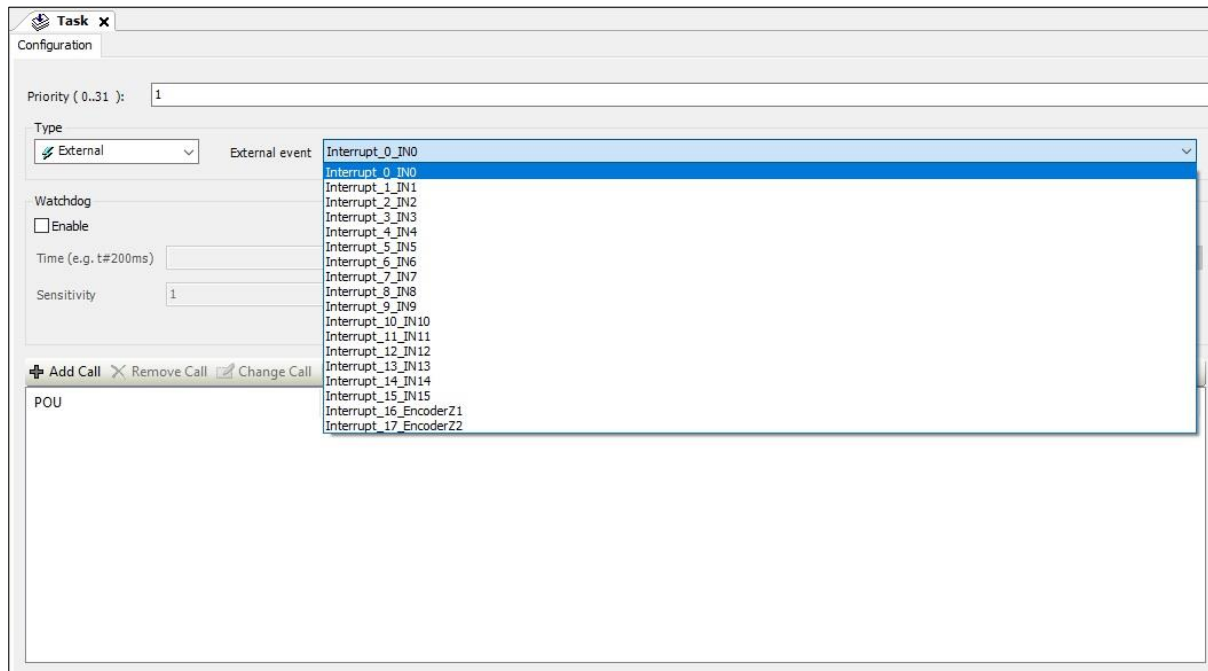 Task x
Configuration
Priority ( 0..31 ): 1
Type
External External event Interrupt_0_IN0
Interrupt_0_IN0
Interrupt_1_IN1
Interrupt_2_IN2
Interrupt_3_IN3
Interrupt_4_IN4
Interrupt_5_IN5
Interrupt_6_IN6
Interrupt_7_IN7
Interrupt_8_IN8
Interrupt_9_IN9
Interrupt_10_IN10
Interrupt_11_IN11
Interrupt_12_IN12
Interrupt_13_IN13
Interrupt_14_IN14
Interrupt_15_IN15
Interrupt_16_EncoderZ1
Interrupt_17_EncoderZ2
Watchdog
Enable
Time (e.g. t#200ms)
Sensitivity 1
Add Call Remove Call Change Call
POU